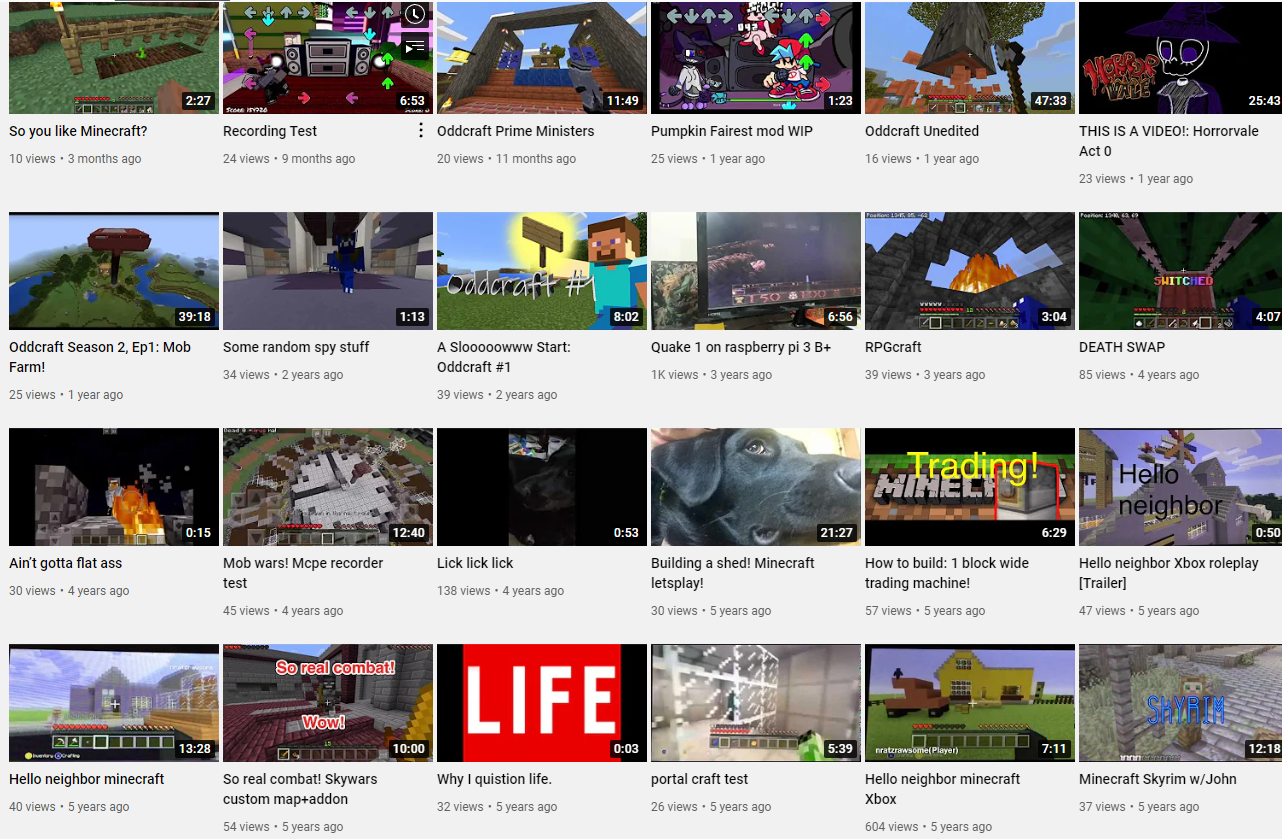 2:27
Score: 154920
6:53
11:49
1:23
47:33
HORROR
VALE
25:43
So you like Minecraft?
Recording Test
Oddcraft Prime Ministers
Pumpkin Fairest mod WIP
Oddcraft Unedited
THIS IS A VIDEO!: Horrorvale
Act 0
10 views • 3 months ago
24 views • 9 months ago
20 views • 11 months ago
25 views • 1 year ago
16 views • 1 year ago
23 views • 1 year ago
39:18
1:13
Oddcraft #1
8:02
6:56
3:04
SWITCHED
4:07
Oddcraft Season 2, Ep1: Mob
Farm!
Some random spy stuff
A Slooooowww Start:
Oddcraft #1
Quake 1 on raspberry pi 3 B+
RPGcraft
DEATH SWAP
25 views • 1 year ago
34 views • 2 years ago
39 views • 2 years ago
1K views • 3 years ago
39 views • 3 years ago
85 views • 4 years ago
0:15
12:40
0:53
21:27
Trading!
MINECR
6:29
Hello
neighbor
0:50
Ain't gotta flat ass
Mob wars! Mcpe recorder
test
Lick lick lick
Building a shed! Minecraft
letsplay!
How to build: 1 block wide
trading machine!
Hello neighbor Xbox roleplay
[Trailer]
30 views • 4 years ago
45 views • 4 years ago
138 views • 4 years ago
30 views • 5 years ago
57 views • 5 years ago
47 views • 5 years ago
13:28
So real combat!
Wow!
10:00
LIFE
0:03
5:39
nratzrawsome(Player)
7:11
SKYRIM
12:18
Hello neighbor minecraft
So real combat! Skywars
custom map+addon
Why I quistion life.
portal craft test
Hello neighbor minecraft
Xbox
Minecraft Skyrim w/John
40 views • 5 years ago
54 views • 5 years ago
32 views • 5 years ago
26 views • 5 years ago
604 views • 5 years ago
37 views • 5 years ago